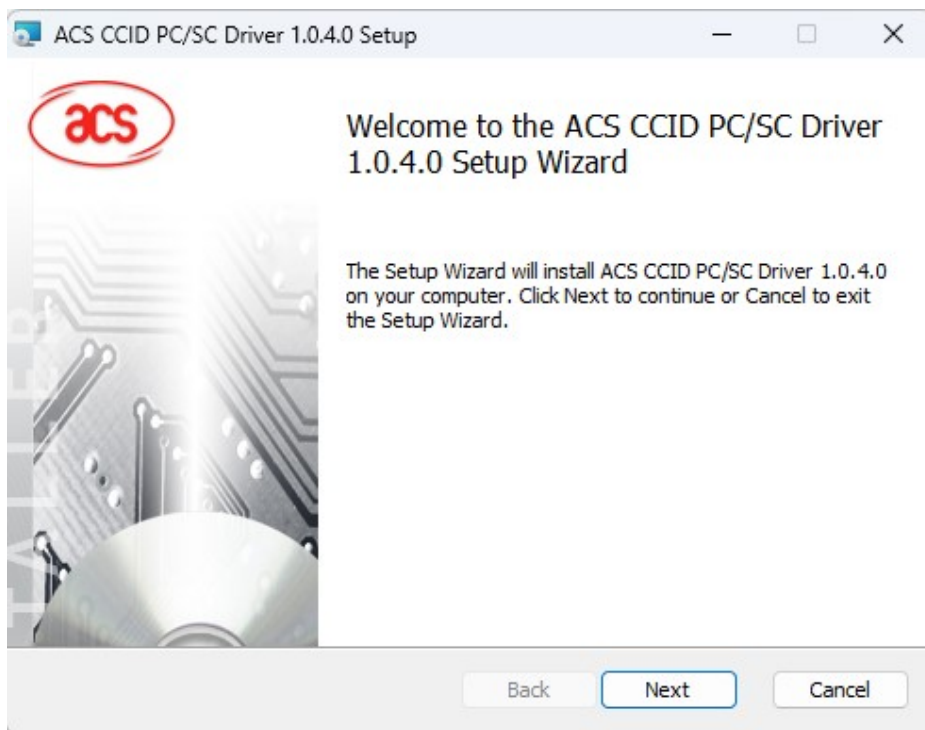 ACS CCID PC/SC Driver 1.0.4.0 Setup
acs
Welcome to the ACS CCID PC/SC Driver
1.0.4.0 Setup Wizard
The Setup Wizard will install ACS CCID PC/SC Driver 1.0.4.0
on your computer. Click Next to continue or Cancel to exit
the Setup Wizard.
Back
Next
Cancel